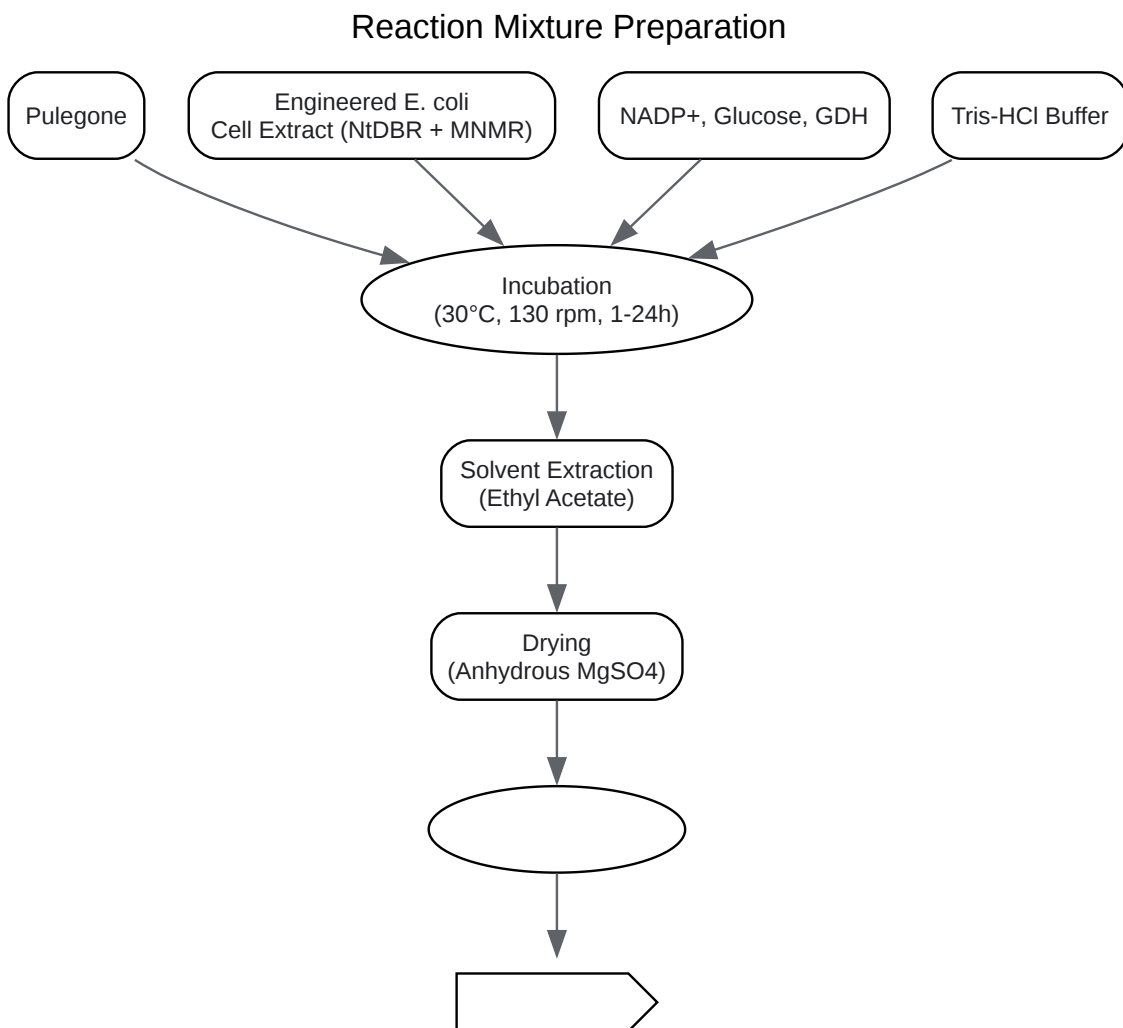 Reaction Mixture Preparation
Pulegone
Engineered E. coli
Cell Extract (NtDBR + MNMR)
NADP+, Glucose, GDH
Tris-HCl Buffer
Incubation
(30°C, 130 rpm, 1-24h)
Solvent Extraction
(Ethyl Acetate)
Drying
(Anhydrous MgSO4)